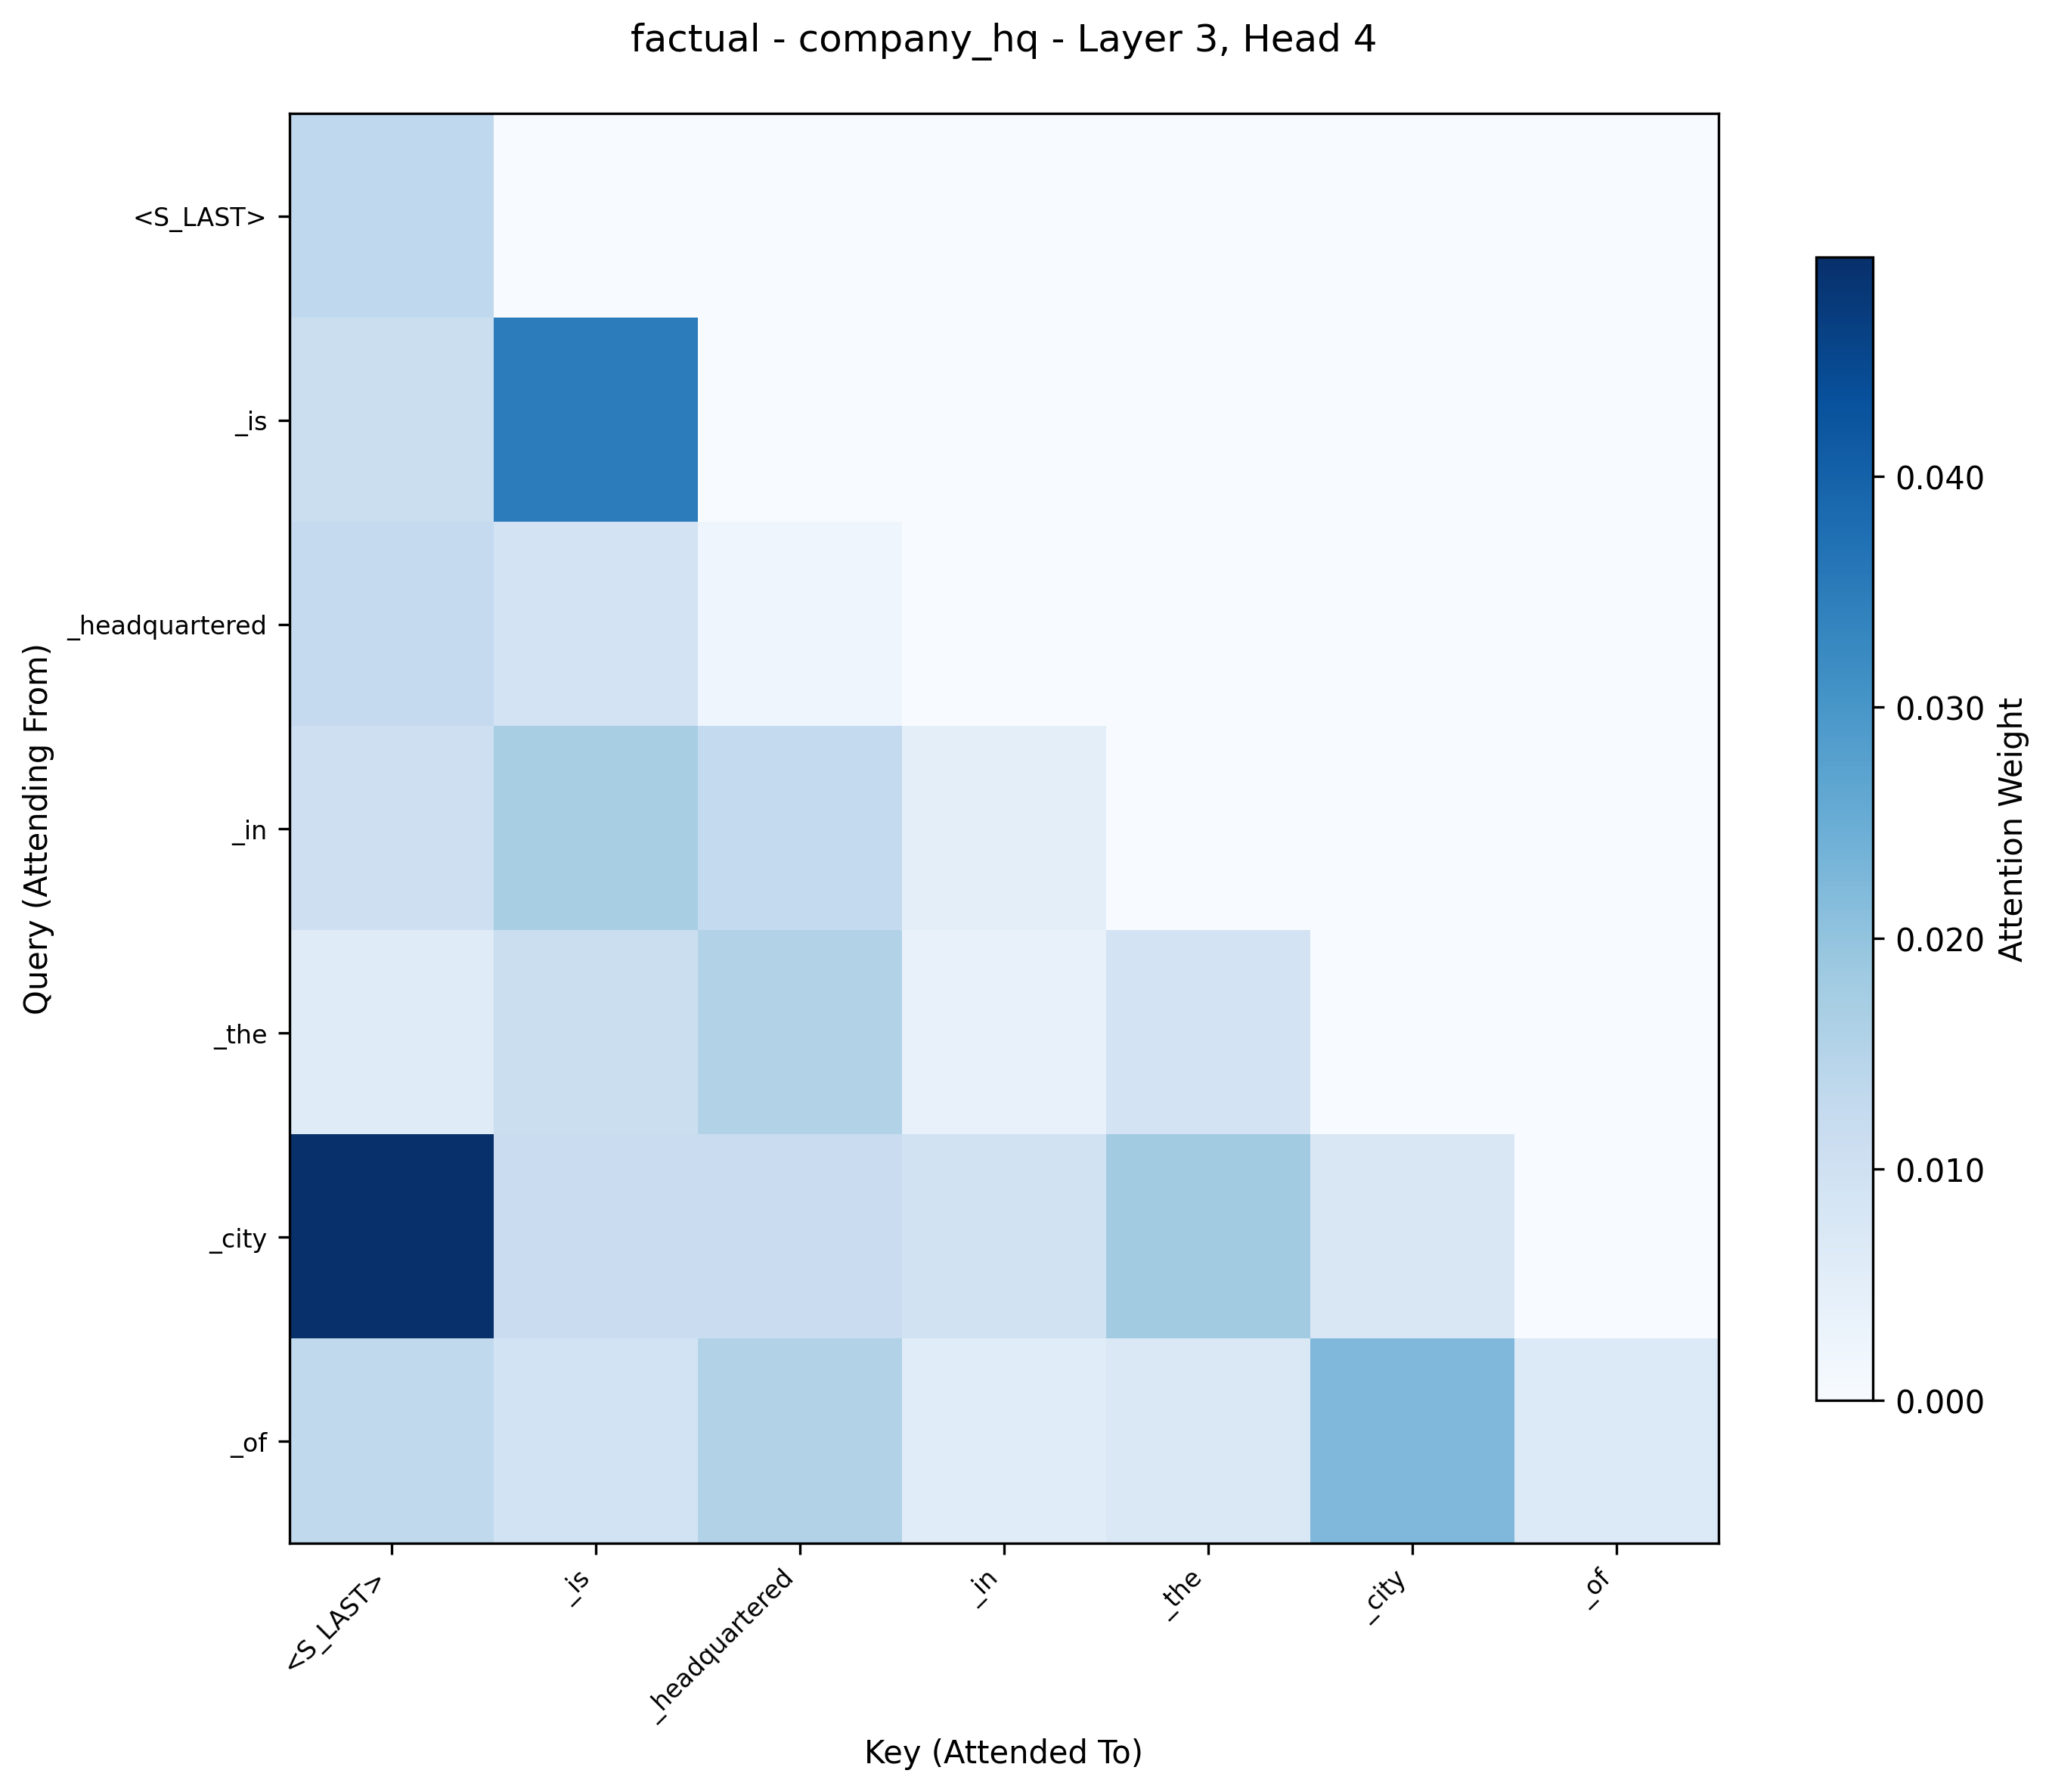 factual - company_hq - Layer 3, Head 4
Query (Attending From)
<S_LAST>
_is
_headquartered
_in
_the
_city
_of
<S_LAST>
_is
_headquartered
_in
_the
_city
_of
Key (Attended To)
0.040
0.030
0.020
0.010
0.000
Attention Weight